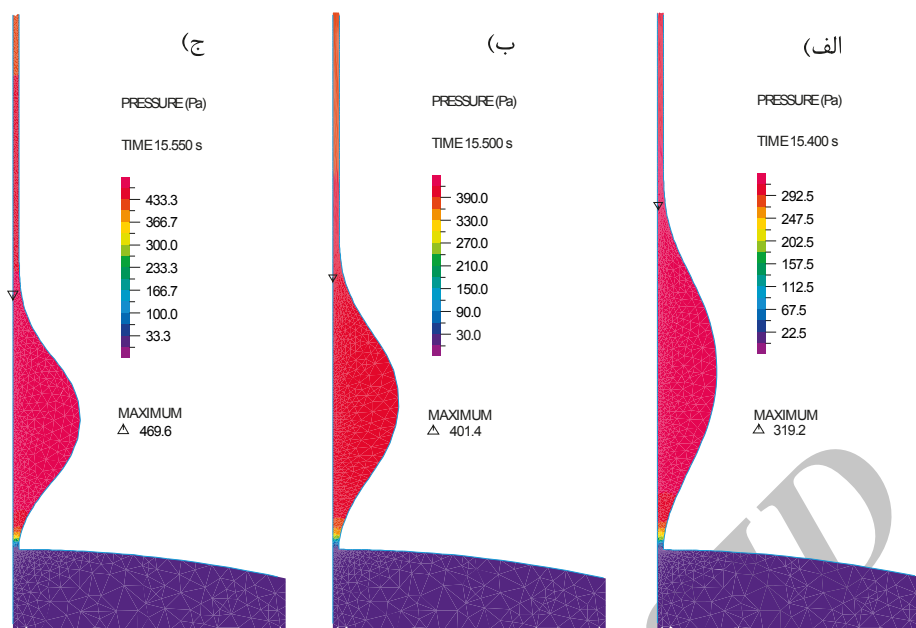 الف)
PRESSURE (Pa)
TIME 15.400 s
292.5
247.5
202.5
157.5
112.5
67.5
22.5
MAXIMUM
319.2
ب)
PRESSURE (Pa)
TIME 15.500 s
390.0
330.0
270.0
210.0
150.0
90.0
30.0
MAXIMUM
401.4
ج)
PRESSURE (Pa)
TIME 15.550 s
433.3
366.7
300.0
233.3
166.7
100.0
33.3
MAXIMUM
469.6